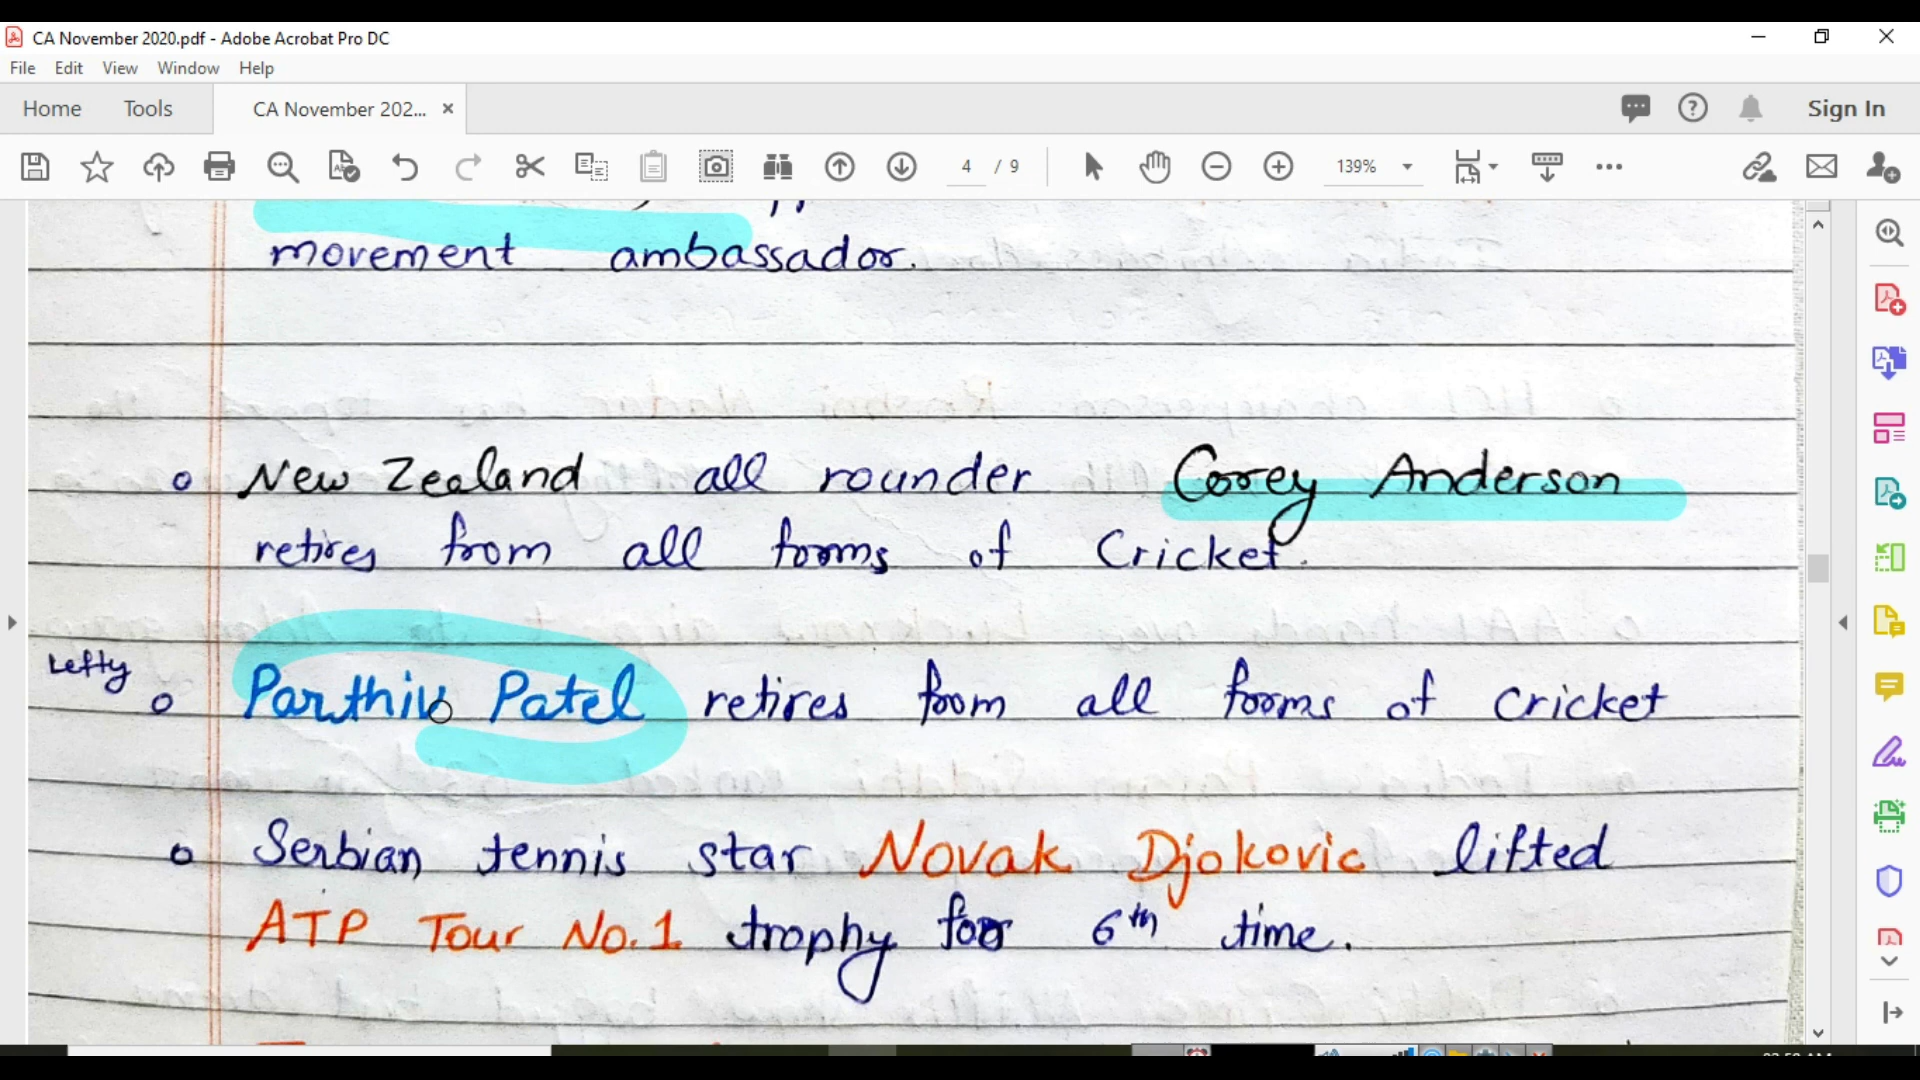 CA November 2020.pdf - Adobe Acrobat Pro DC
File Edit View Window Help
Home Tools CA November 202... × Sign In
4 / 9 139%
movement ambassador.
o New Zealand all rounder Corey Anderson
retires from all forms of Cricket.
Lefty
o Parthiv Patel retires from all forms of Cricket
o Serbian tennis star Novak Djokovic lifted
ATP Tour No.1 trophy for 6th time.